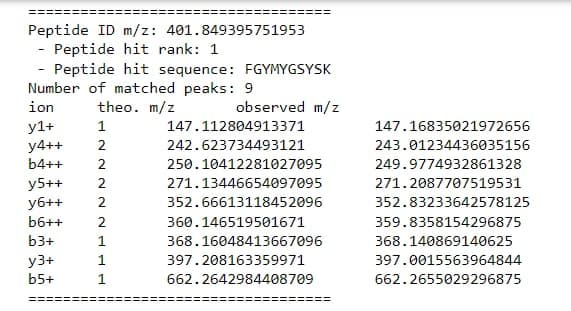 ===================================
Peptide ID m/z: 401.849395751953
- Peptide hit rank: 1
- Peptide hit sequence: FGYMYGSYSK
Number of matched peaks: 9
ion theo. m/z observed m/z
y1+ 1 147.112804913371 147.16835021972656
y4++ 2 242.623734493121 243.01234436035156
b4++ 2 250.10412281027095 249.9774932861328
y5++ 2 271.13446654097095 271.2087707519531
y6++ 2 352.66613118452096 352.83233642578125
b6++ 2 360.146519501671 359.8358154296875
b3+ 1 368.16048413667096 368.140869140625
y3+ 1 397.208163359971 397.0015563964844
b5+ 1 662.2642984408709 662.2655029296875
===================================